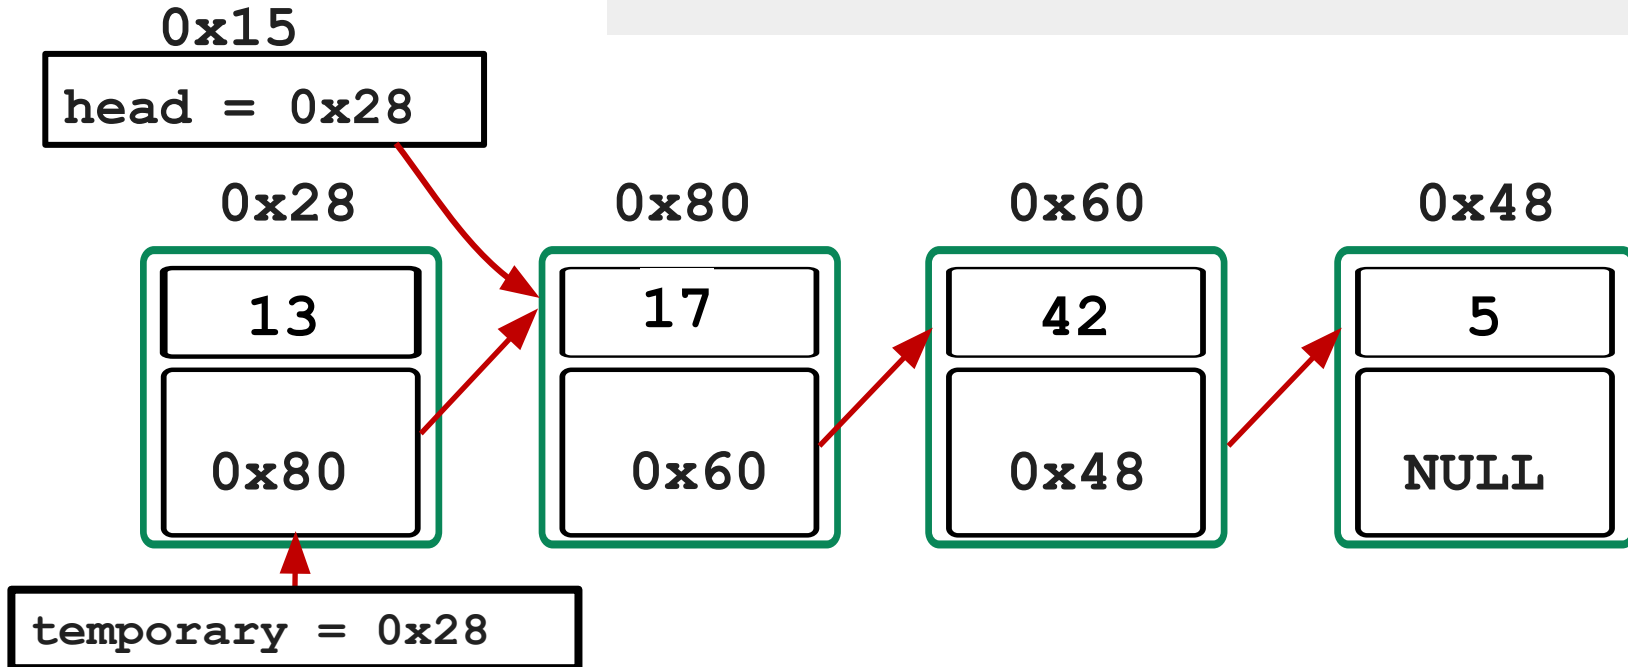 0x15
head = 0x28
0x28
0x80
0x60
0x48
13
17
42
5
0x80
0x60
0x48
NULL
temporary = 0x28